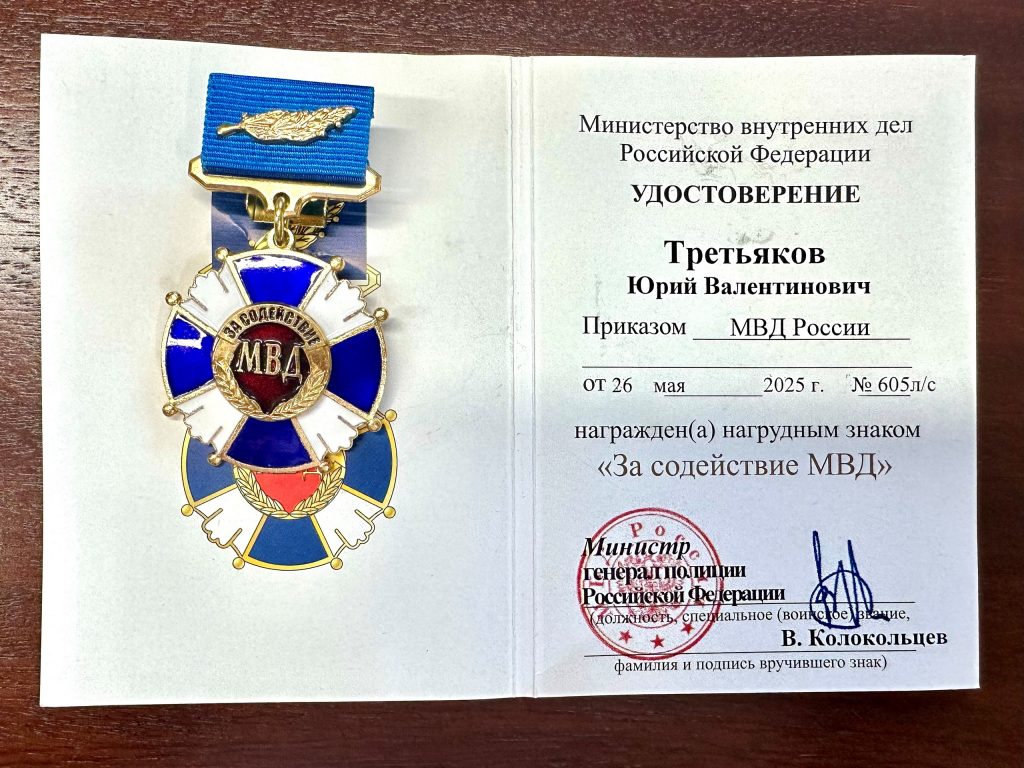 ЗА СОДЕЙСТВИЕ
МВД
Министерство внутренних дел
Российской Федерации
УДОСТОВЕРЕНИЕ
Третьяков
Юрий Валентинович
Приказом МВД России
от 26 мая 2025 г. № 605л/с
награжден(а) нагрудным знаком
«За содействие МВД»
Министр
генерал полиции
Российской Федерации
(должность, специальное (воинское) звание,
В. Колокольцев
фамилия и подпись вручившего знак)